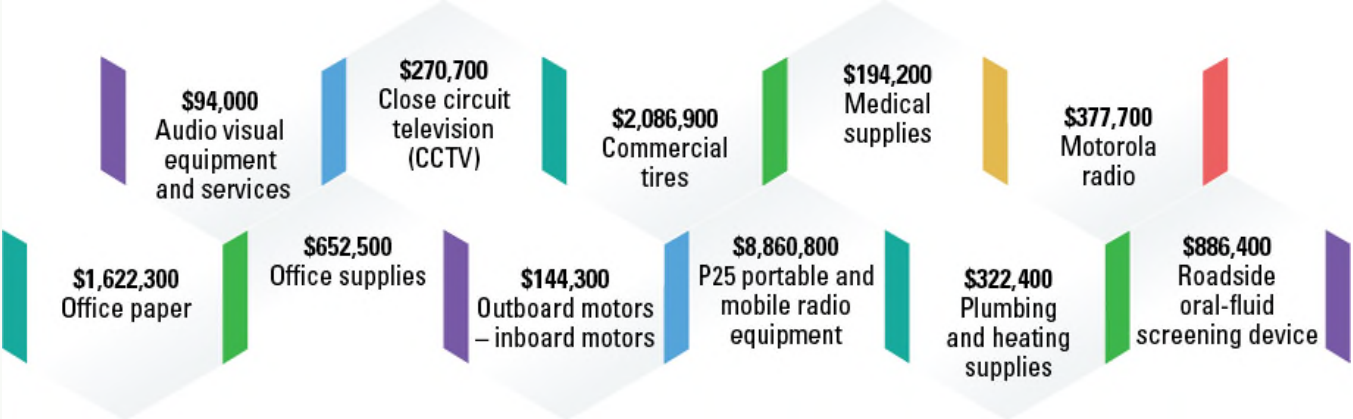 $94,000
Audio visual
equipment
and services
$270,700
Close circuit
television
(CCTV)
$2,086,900
Commercial
tires
$194,200
Medical
supplies
$377,700
Motorola
radio
$1,622,300
Office paper
$652,500
Office supplies
$144,300
Outboard motors
– inboard motors
$8,860,800
P25 portable and
mobile radio
equipment
$322,400
Plumbing
and heating
supplies
$886,400
Roadside
oral-fluid
screening device